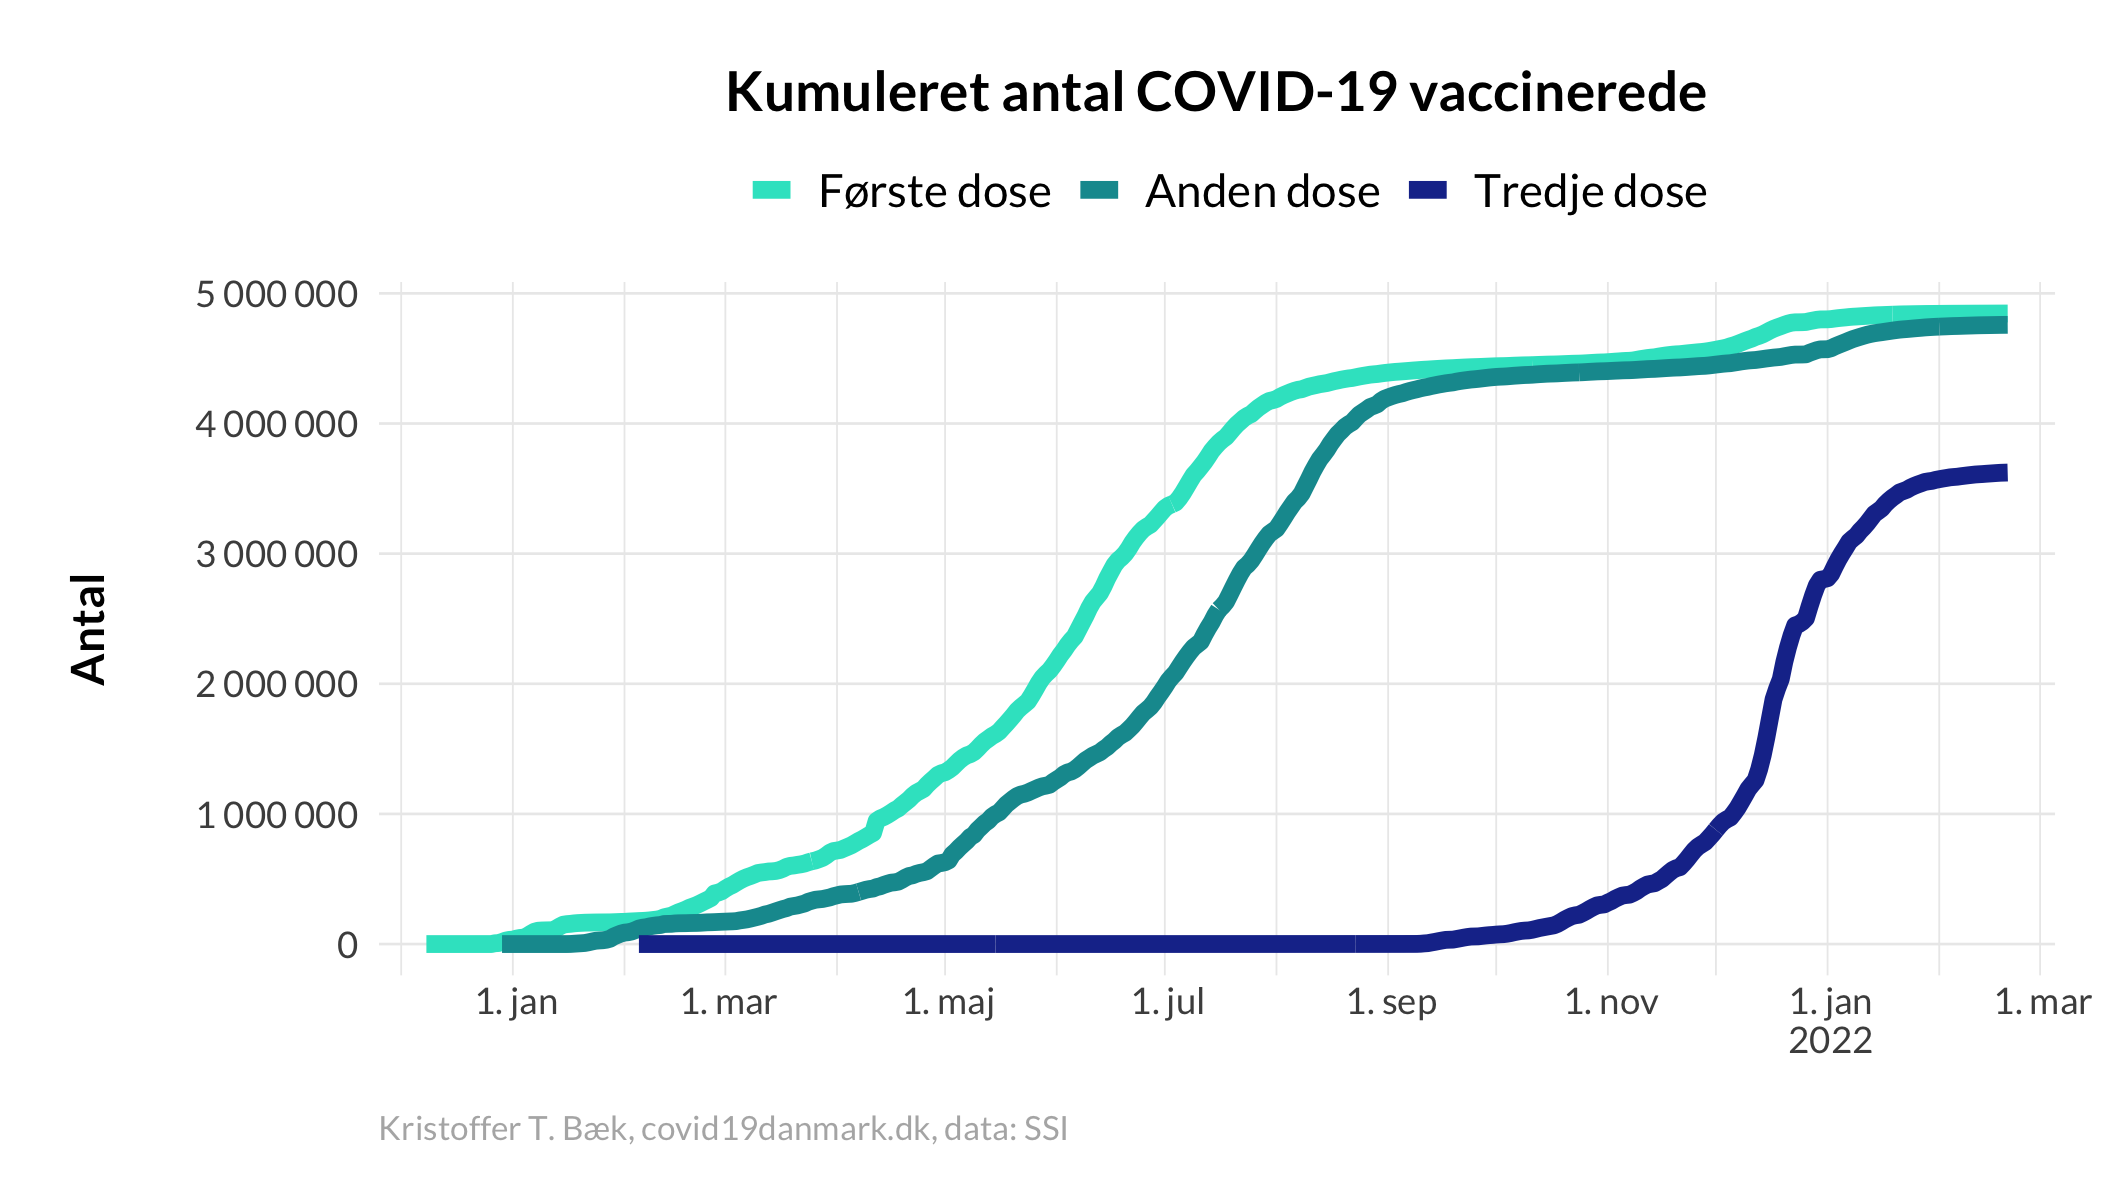 Kumuleret antal COVID-19 vaccinerede
Første dose Anden dose Tredje dose
Antal
5 000 000
4 000 000
3 000 000
2 000 000
1 000 000
0
1. jan 1. mar 1. maj 1. jul 1. sep 1. nov 1. jan 1. mar
2022
Kristoffer T. Bæk, covid19danmark.dk, data: SSI